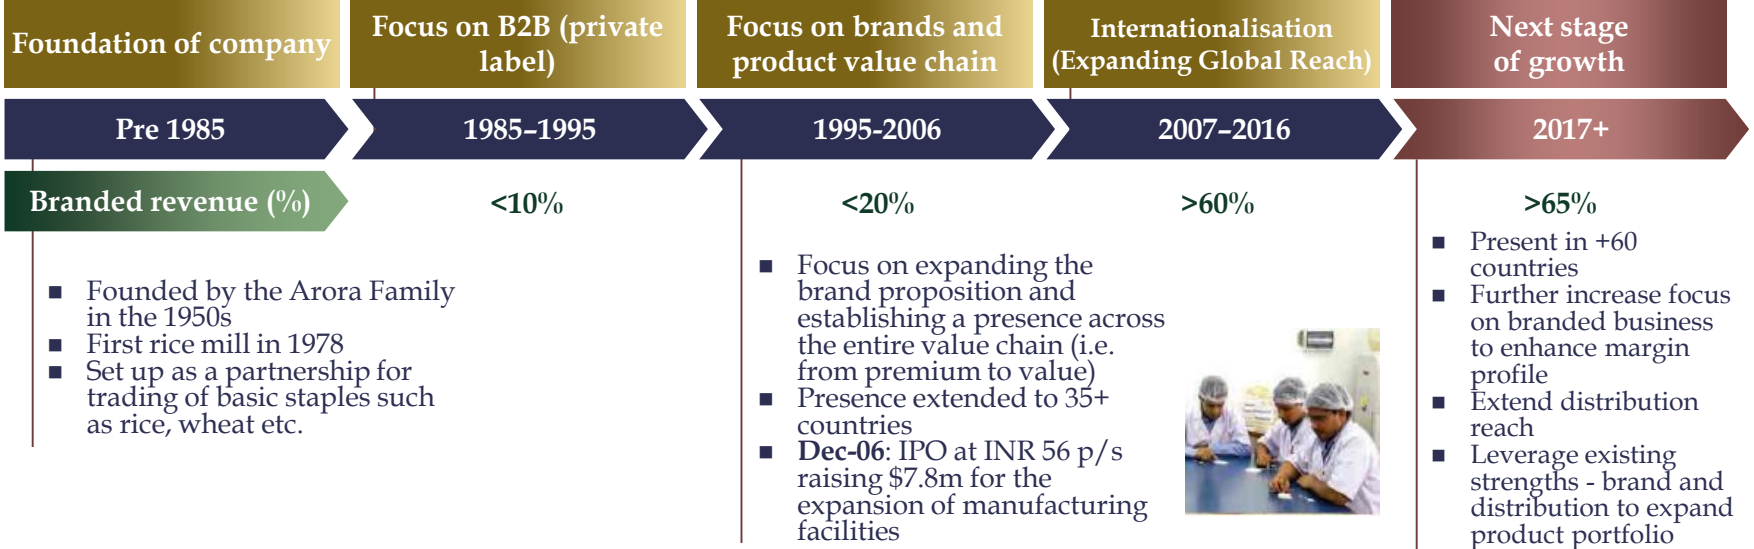 Foundation of company
Focus on B2B (private
label)
Focus on brands and
product value chain
Internationalisation
(Expanding Global Reach)
Next stage
of growth
Pre 1985
1985–1995
1995-2006
2007–2016
2017+
Branded revenue (%)
<10%
<20%
>60%
>65%
■ Founded by the Arora Family
in the 1950s
■ First rice mill in 1978
■ Set up as a partnership for
trading of basic staples such
as rice, wheat etc.
■ Focus on expanding the
brand proposition and
establishing a presence across
the entire value chain (i.e.
from premium to value)
■ Presence extended to 35+
countries
■ Dec-06: IPO at INR 56 p/s
raising $7.8m for the
expansion of manufacturing
facilities
■ Present in +60
countries
■ Further increase focus
on branded business
to enhance margin
profile
■ Extend distribution
reach
■ Leverage existing
strengths - brand and
distribution to expand
product portfolio